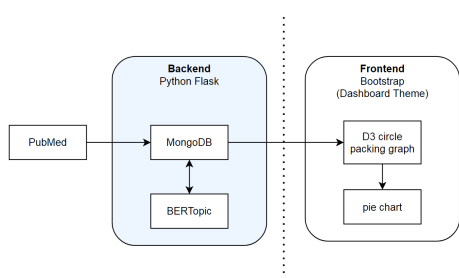 Backend
Python Flask
Frontend
Bootstrap
(Dashboard Theme)
PubMed
MongoDB
D3 circle
packing graph
BERTopic
pie chart